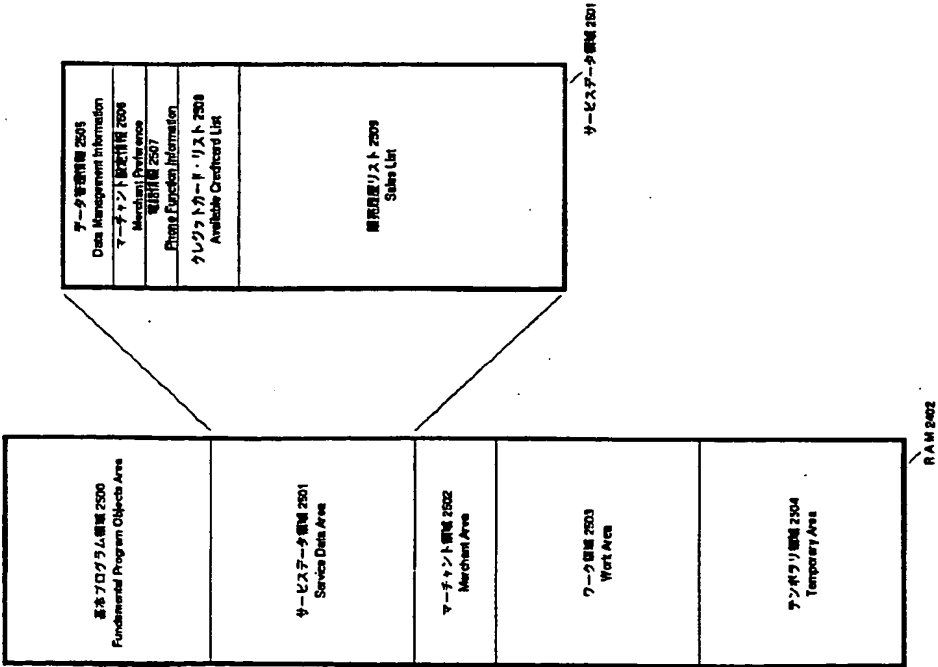 基本プログラム領域 2500
Fundamental Program Objects Area
サービスデータ領域 2501
Service Data Area
マーチャント領域 2502
Merchant Area
ワーク領域 2503
Work Area
テンポラリ領域 2504
Temporary Area
RAM 2402
データ管理情報 2505
Data Management Information
マーチャント設定情報 2506
Merchant Preference
電話情報 2507
Phone Function Information
クレジットカード・リスト 2508
Available Creditcard List
販売履歴リスト 2509
Sales List
サービスデータ領域 2501